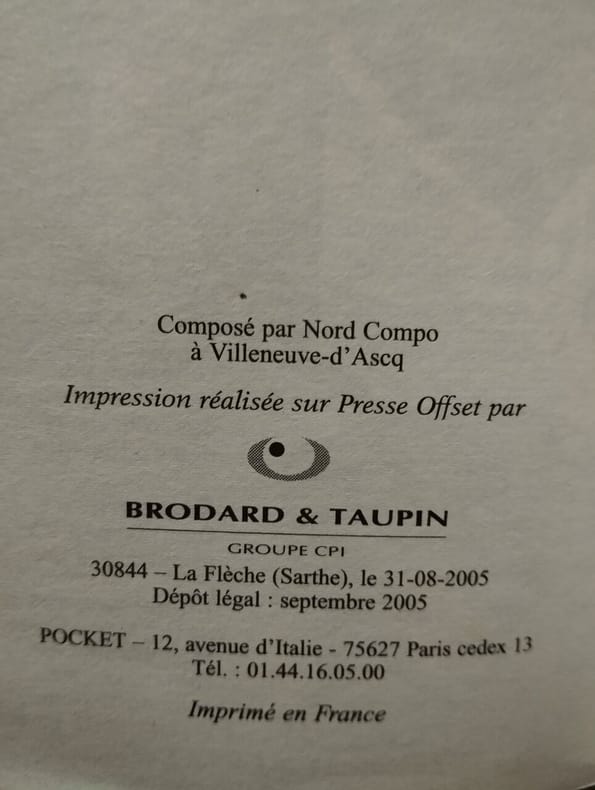 Composé par Nord Compo
à Villeneuve-d'Ascq
Impression réalisée sur Presse Offset par
BRODARD & TAUPIN
GROUPE CPI
30844 – La Flèche (Sarthe), le 31-08-2005
Dépôt légal : septembre 2005
POCKET – 12, avenue d'Italie - 75627 Paris cedex 13
Tél. : 01.44.16.05.00
Imprimé en France